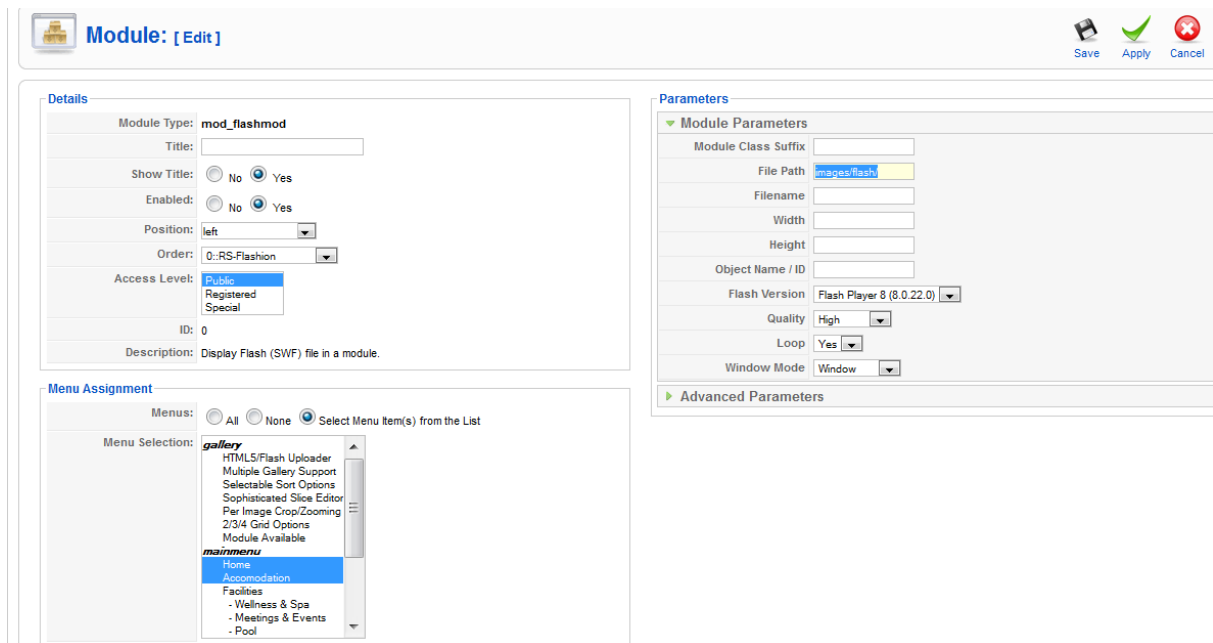 Module: [ Edit ]
Save Apply Cancel
Details
Module Type: mod_flashmod
Title:
Show Title: No Yes
Enabled: No Yes
Position: left
Order: 0::RS-Flashion
Access Level: Public
Registered
Special
ID: 0
Description: Display Flash (SWF) file in a module.
Menu Assignment
Menus: All None Select Menu Item(s) from the List
Menu Selection: gallery
HTML5/Flash Uploader
Multiple Gallery Support
Selectable Sort Options
Sophisticated Slice Editor
Per Image Crop/Zooming
2/3/4 Grid Options
Module Available
mainmenu
Home
Accomodation
Facilities
- Wellness & Spa
- Meetings & Events
- Pool
Parameters
Module Parameters
Module Class Suffix
File Path images/flash/
Filename
Width
Height
Object Name / ID
Flash Version Flash Player 8 (8.0.22.0)
Quality High
Loop Yes
Window Mode Window
Advanced Parameters